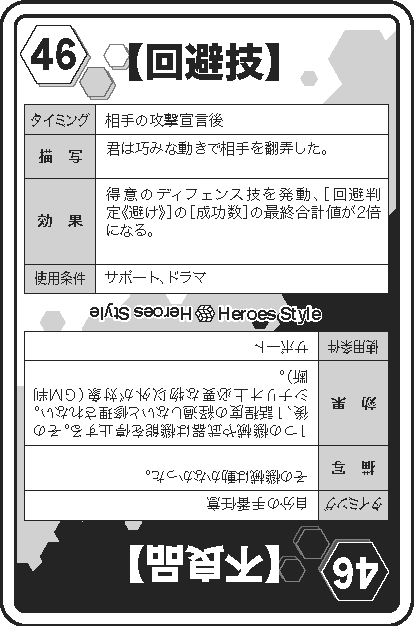 46
【回避技】
タイミング 相手の攻撃宣言後
描写 君は巧みな動きで相手を翻弄した。
効果 得意のディフェンス技を発動、[回避判
定《避け》]の[成功数]の最終合計値が2倍
になる。
使用条件 サポート、ドラマ
Heroes Style Heroes Style
46
【不良品】
タイミング 自分の手番任意
描写 その機械は動かなかった。
効果 1つの機械や武器は機能を停止する。その
後、1話程度の経過しないと修理されない。
シナリオ上必要な物以外が対象(GM判
断)。
使用条件 サポート